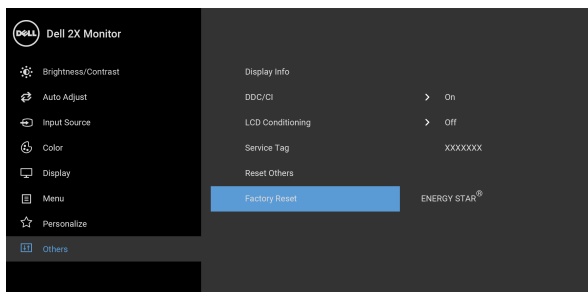 DELL Dell 2X Monitor
Brightness/Contrast Display Info
Auto Adjust DDC/CI > On
Input Source LCD Conditioning > Off
Color Service Tag XXXXXXX
Display Reset Others
Menu Factory Reset ENERGY STAR®
Personalize
Others